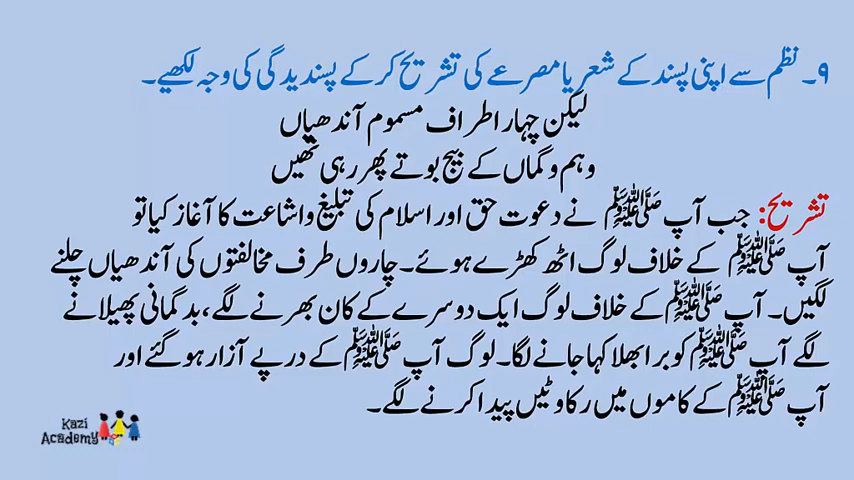 ۹۔ نظم سے اپنی پسند کے شعر یا مصرعے کی تشریح کر کے پسندیدگی کی وجہ لکھیے۔
لیکن چہار اطراف مسموم آندھیاں
وہم و گماں کے بیج بوتے پھر رہی تھیں
تشریح: جب آپ ﷺ نے دعوت حق اور اسلام کی تبلیغ و اشاعت کا آغاز کیا تو
آپ ﷺ کے خلاف لوگ اٹھ کھڑے ہوئے۔ چاروں طرف مخالفتوں کی آندھیاں چلنے
لگیں۔ آپ ﷺ کے خلاف لوگ ایک دوسرے کے کان بھرنے لگے، بدگمانی پھیلانے
لگے آپ ﷺ کو برا بھلا کہا جانے لگا۔ لوگ آپ ﷺ کے درپے آزار ہو گئے اور
آپ ﷺ کے کاموں میں رکاوٹیں پیدا کرنے لگے۔
Kazi
Academy